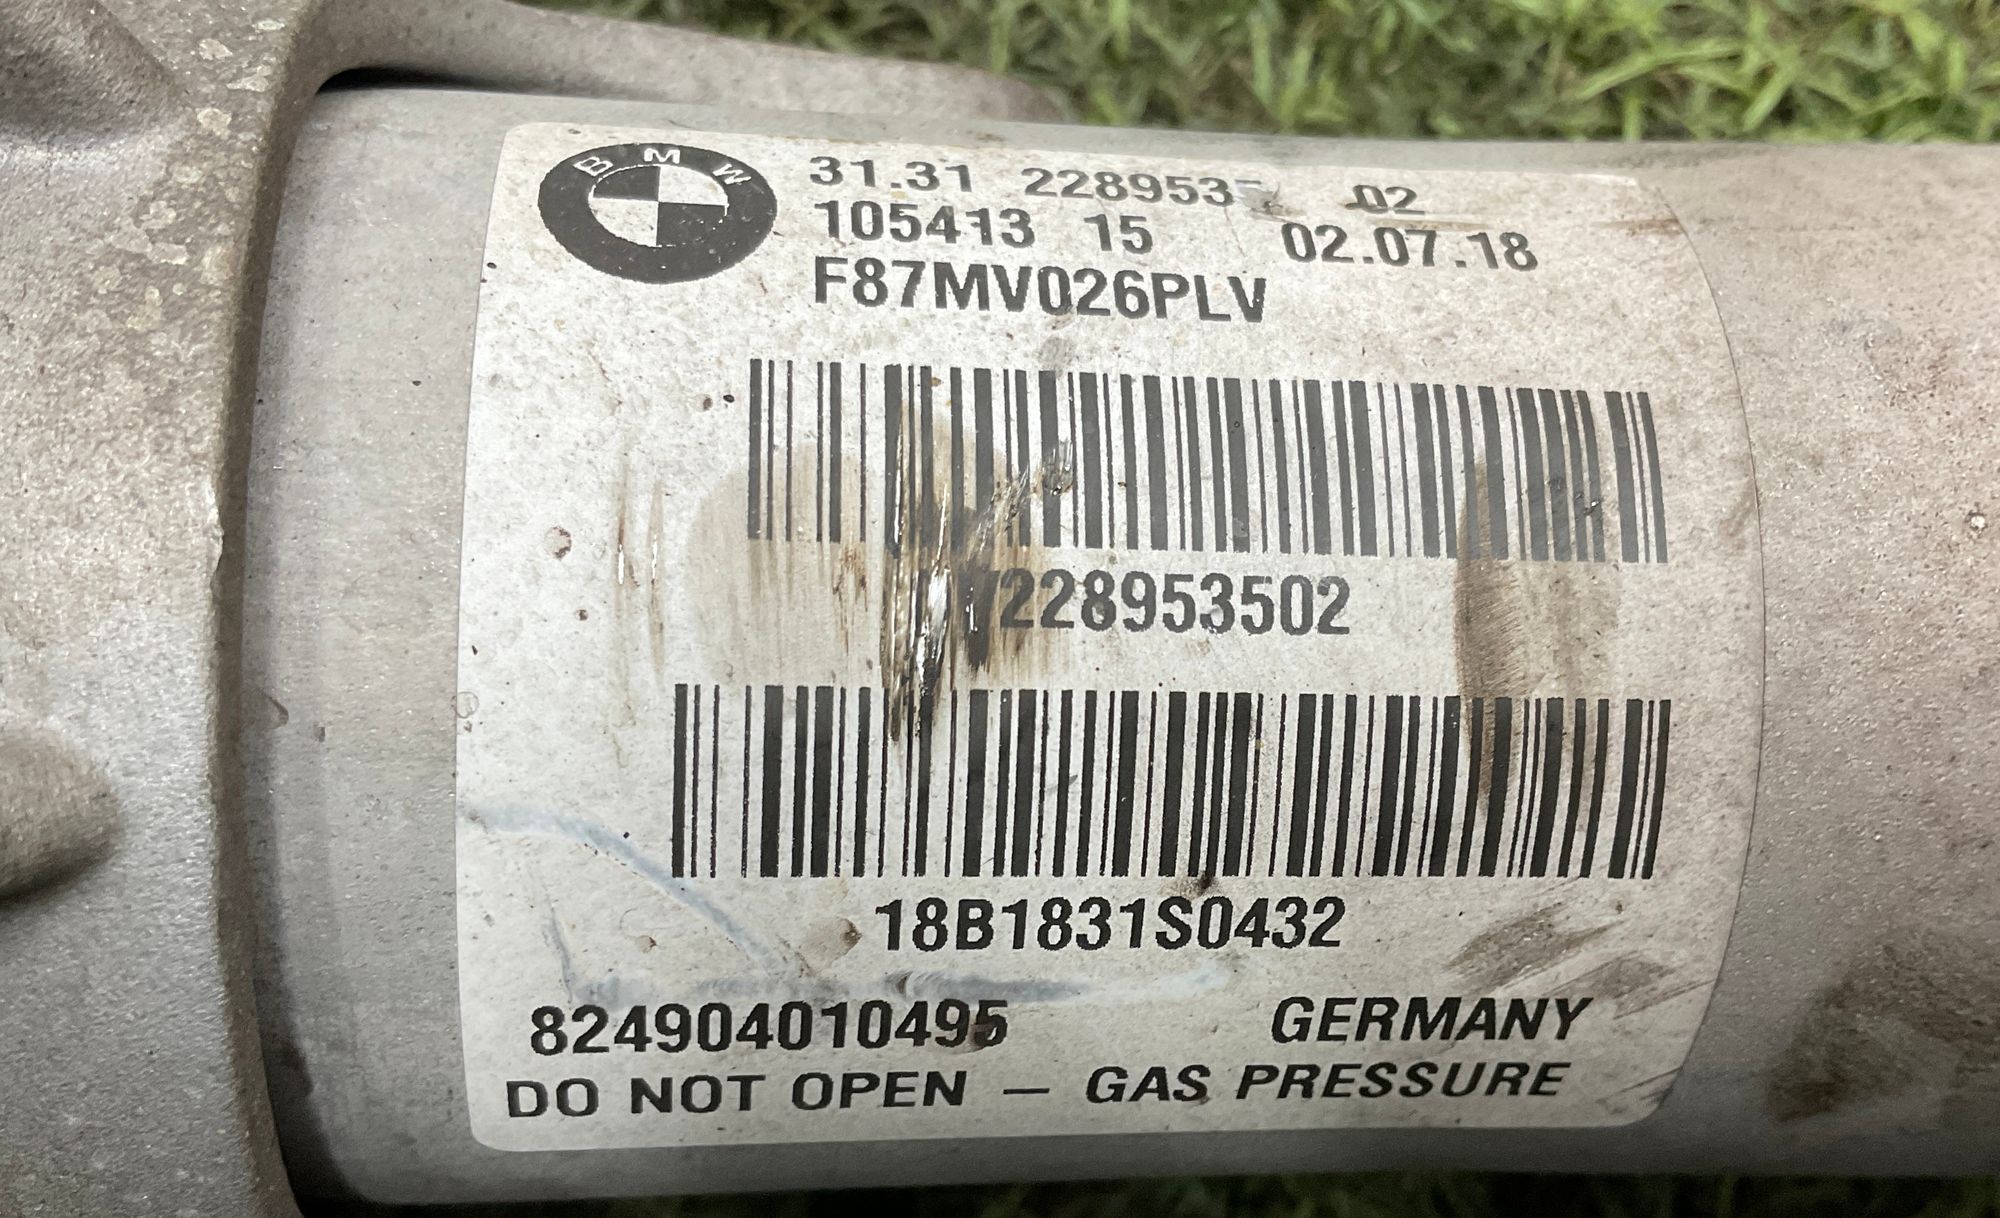 BMW
31.31 228953 02
105413 15 02.07.18
F87MV026PLV
228953502
18B1831S0432
824904010495 GERMANY
DO NOT OPEN – GAS PRESSURE